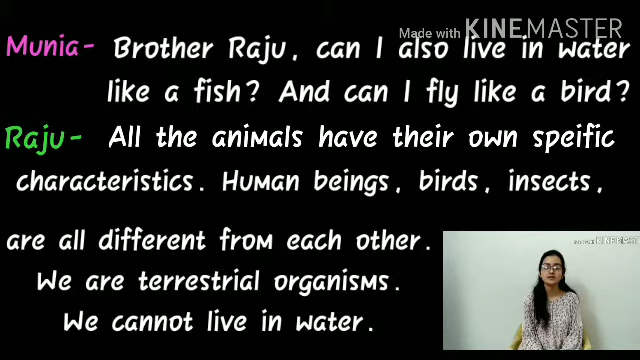 Made with KINEMASTER
Munia- Brother Raju, can I also live in water
like a fish? And can I fly like a bird?
Raju- All the animals have their own speific
characteristics. Human beings, birds, insects,
are all different from each other.
We are terrestrial organisms.
We cannot live in water.